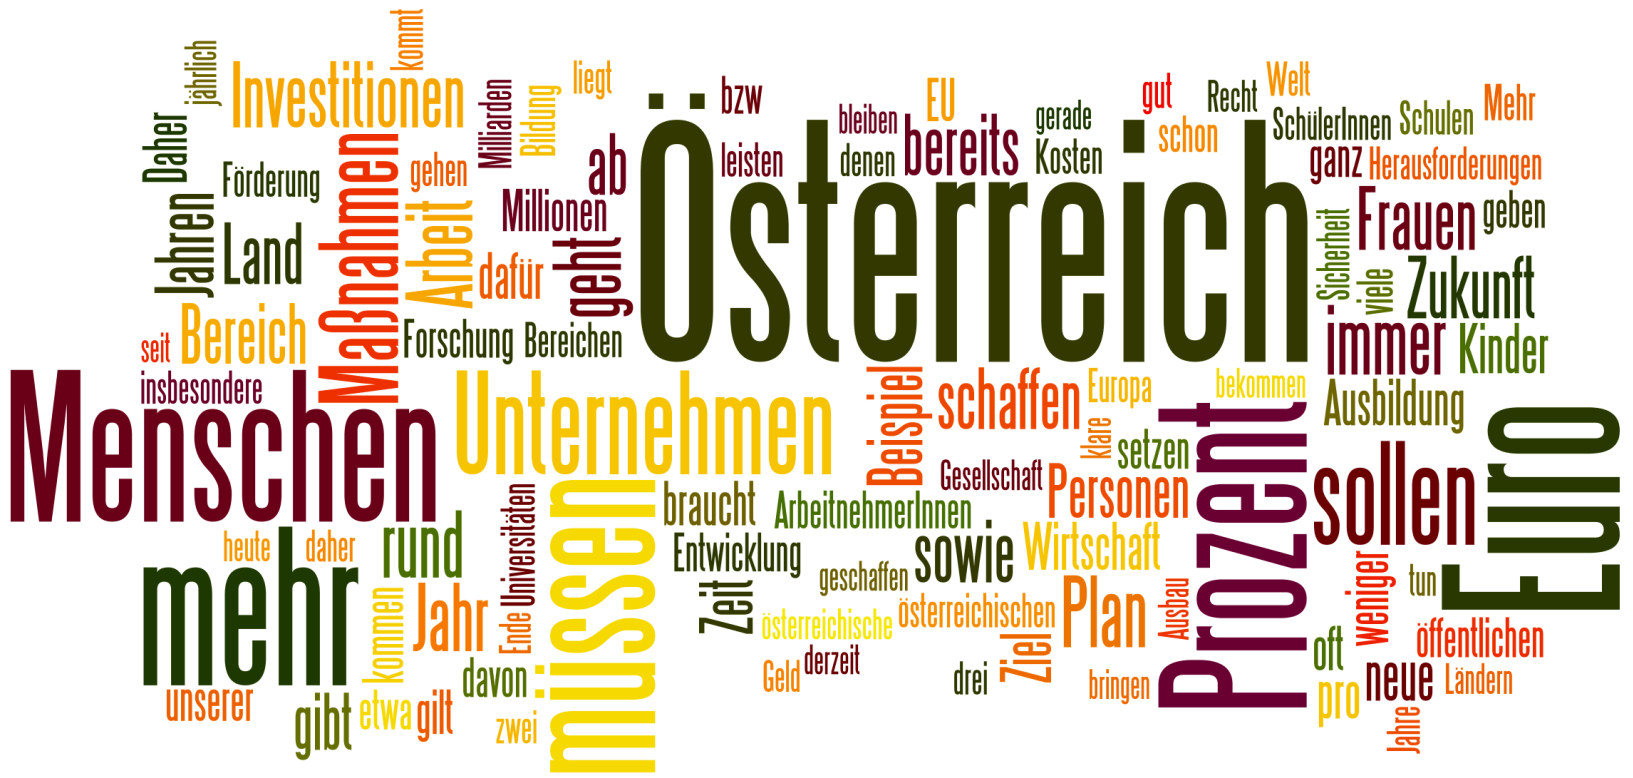 kommt
jährlich
Investitionen
Milliarden
Bildung
liegt
bzw
EU
gut
Recht
Welt
Mehr
Daher
Maßnahmen
bleiben
gerade
schon
SchülerInnen
Schulen
Förderung
gehen
ab
Österreich
leisten
denen
bereits
Kosten
ganz
Herausforderungen
Jahren
Land
Arbeit
Millionen
geht
Sicherheit
Frauen
geben
dafür
viele
Zukunft
seit
Bereich
Forschung
Bereichen
immer
Kinder
insbesondere
Menschen
Unternehmen
Beispiel
schaffen
Europa
bekommen
Ausbildung
klare
setzen
Prozent
Euro
Gesellschaft
Personen
sollen
heute
daher
rund
Universitäten
müssen
braucht
ArbeitnehmerInnen
Entwicklung
sowie
Wirtschaft
mehr
geschaffen
weniger
tun
kommen
Jahr
Ende
Zeit
österreichische
österreichischen
Plan
Ausbau
öffentlichen
unserer
gibt
etwa
gilt
davon
zwei
Geld
derzeit
drei
Ziel
bringen
oft
pro
neue
Ländern
Jahre